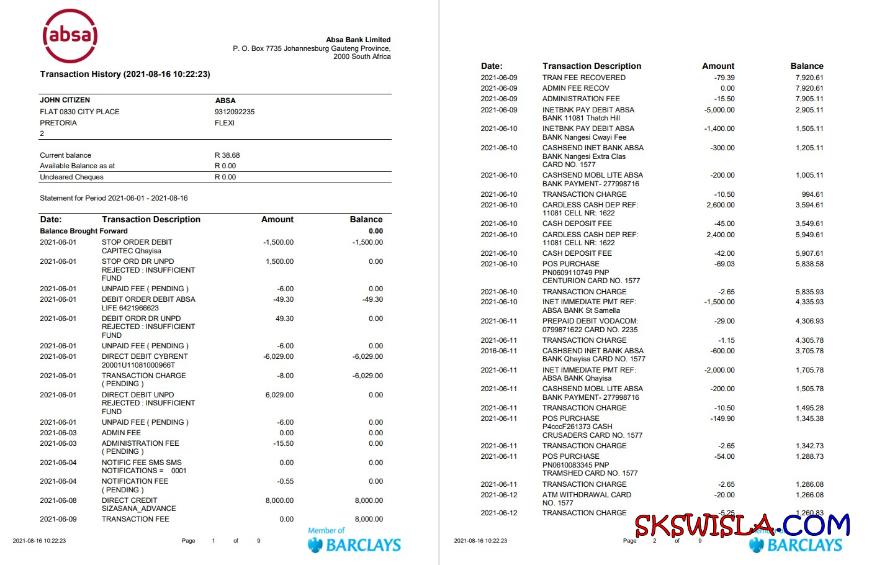 absa
Absa Bank Limited
P. O. Box 7735 Johannesburg Gauteng Province,
2000 South Africa
Transaction History (2021-08-16 10:22:23)
JOHN CITIZEN ABSA
FLAT 0830 CITY PLACE 9312092235
PRETORIA FLEXI
2
Current balance R 38.68
Available Balance as at R 0.00
Uncleared Cheques R 0.00
Statement for Period 2021-06-01 - 2021-08-16
Date: Transaction Description Amount Balance
Balance Brought Forward 0.00
2021-06-01 STOP ORDER DEBIT -1,500.00 -1,500.00
CAPITEC Qhayisa
2021-06-01 STOP ORD DR UNPD 1,500.00 0.00
REJECTED : INSUFFICIENT
FUND
2021-06-01 UNPAID FEE ( PENDING ) -6.00 0.00
2021-06-01 DEBIT ORDER DEBIT ABSA -49.30 -49.30
LIFE 6421966623
2021-06-01 DEBIT ORDR DR UNPD 49.30 0.00
REJECTED : INSUFFICIENT
FUND
2021-06-01 UNPAID FEE ( PENDING ) -6.00 0.00
2021-06-01 DIRECT DEBIT CYBRENT -6,029.00 -6,029.00
20001U11081000966T
2021-06-01 TRANSACTION CHARGE -8.00 -6,029.00
( PENDING )
2021-06-01 DIRECT DEBIT UNPD 6,029.00 0.00
REJECTED : INSUFFICIENT
FUND
2021-06-01 UNPAID FEE ( PENDING ) -6.00 0.00
2021-06-03 ADMIN FEE 0.00 0.00
2021-06-03 ADMINISTRATION FEE -15.50 0.00
( PENDING )
2021-06-04 NOTIFIC FEE SMS SMS 0.00 0.00
NOTIFICATIONS = 0001
2021-06-04 NOTIFICATION FEE -0.55 0.00
( PENDING )
2021-06-08 DIRECT CREDIT 8,000.00 8,000.00
SIZASANA_ADVANCE
2021-06-09 TRANSACTION FEE 0.00 8,000.00
2021-08-16 10:22:23 Page 1 of 9
Member of
BARCLAYS
Date: Transaction Description Amount Balance
2021-06-09 TRAN FEE RECOVERED -79.39 7,920.61
2021-06-09 ADMIN FEE RECOV 0.00 7,920.61
2021-06-09 ADMINISTRATION FEE -15.50 7,905.11
2021-06-09 INETBNK PAY DEBIT ABSA -5,000.00 2,905.11
BANK 11081 Thatch Hill
2021-06-10 INETBNK PAY DEBIT ABSA -1,400.00 1,505.11
BANK Nangesi Cwayi Fee
2021-06-10 CASHSEND INET BANK ABSA -300.00 1,205.11
BANK Nangesi Extra Clas
CARD NO. 1577
2021-06-10 CASHSEND MOBL LITE ABSA -200.00 1,005.11
BANK PAYMENT- 277998716
2021-06-10 TRANSACTION CHARGE -10.50 994.61
2021-06-10 CARDLESS CASH DEP REF: 2,600.00 3,594.61
11081 CELL NR: 1622
2021-06-10 CASH DEPOSIT FEE -45.00 3,549.61
2021-06-10 CARDLESS CASH DEP REF: 2,400.00 5,949.61
11081 CELL NR: 1622
2021-06-10 CASH DEPOSIT FEE -42.00 5,907.61
2021-06-10 POS PURCHASE -69.03 5,838.58
PN0609110749 PNP
CENTURION CARD NO. 1577
2021-06-10 TRANSACTION CHARGE -2.65 5,835.93
2021-06-10 INET IMMEDIATE PMT REF: -1,500.00 4,335.93
ABSA BANK St Samella
2021-06-11 PREPAID DEBIT VODACOM: -29.00 4,306.93
0799871622 CARD NO. 2235
2021-06-11 TRANSACTION CHARGE -1.15 4,305.78
2016-06-11 CASHSEND INET BANK ABSA -600.00 3,705.78
BANK Qhayisa CARD NO. 1577
2021-06-11 INET IMMEDIATE PMT REF: -2,000.00 1,705.78
ABSA BANK Qhayisa
2021-06-11 CASHSEND MOBL LITE ABSA -200.00 1,505.78
BANK PAYMENT- 277998716
2021-06-11 TRANSACTION CHARGE -10.50 1,495.28
2021-06-11 POS PURCHASE -149.90 1,345.38
P4cccF261373 CASH
CRUSADERS CARD NO. 1577
2021-06-11 TRANSACTION CHARGE -2.65 1,342.73
2021-06-11 POS PURCHASE -54.00 1,288.73
PN0610083345 PNP
TRAMSHED CARD NO. 1577
2021-06-11 TRANSACTION CHARGE -2.65 1,286.08
2021-06-12 ATM WITHDRAWAL CARD -20.00 1,266.08
NO. 1577
2021-06-12 TRANSACTION CHARGE -5.25 1,260.83
SKSWISLA.COM
2021-08-16 10:22:23 Page 2 of 9
BARCLAYS